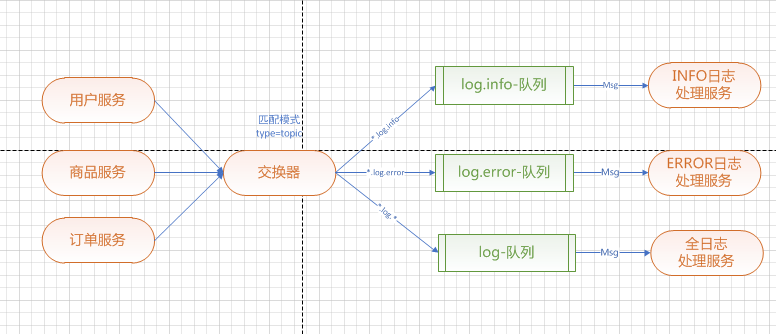 用户服务
商品服务
订单服务
匹配模式
type=topic
交换器
*.log.info
*.log.error
*.log.*
log.info-队列
log.error-队列
log-队列
Msg
Msg
Msg
INFO日志
处理服务
ERROR日志
处理服务
全日志
处理服务